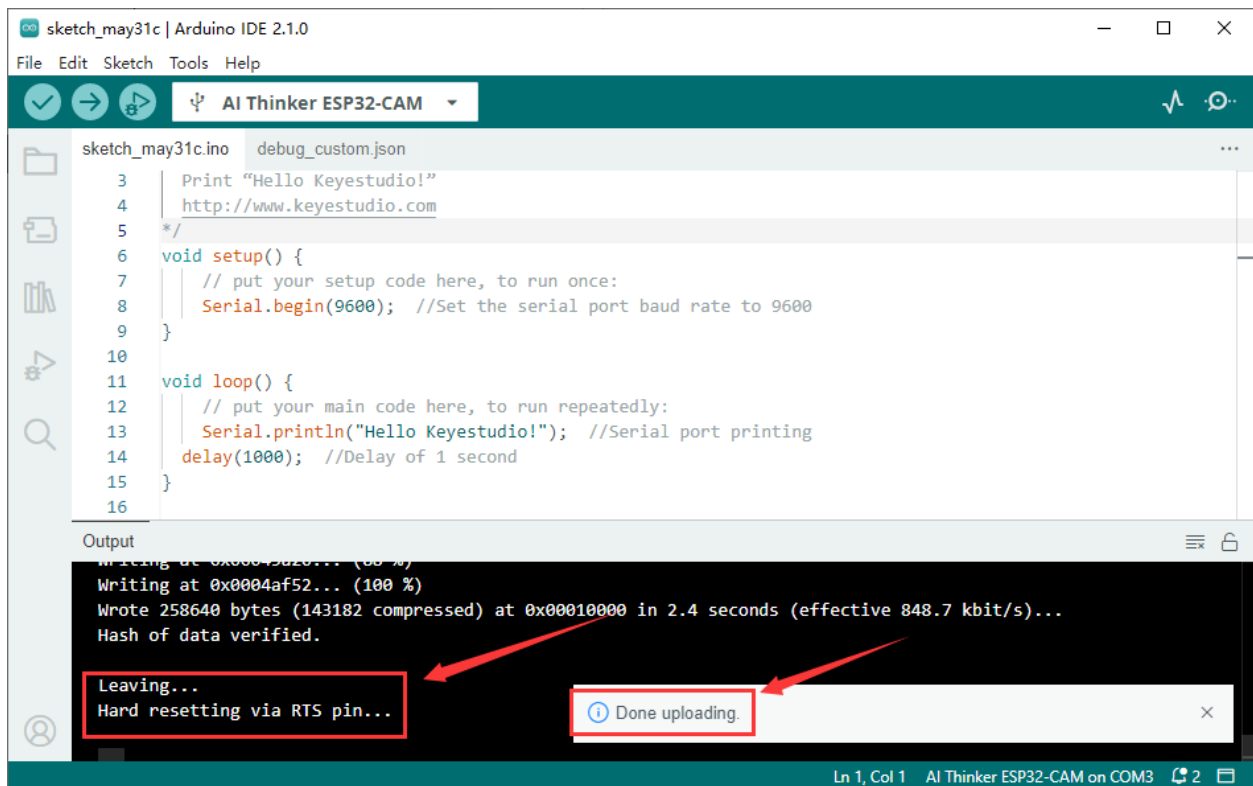 sketch_may31c | Arduino IDE 2.1.0
File Edit Sketch Tools Help
AI Thinker ESP32-CAM
sketch_may31c.ino debug_custom.json
3 Print “Hello Keyestudio!”
4 http://www.keyestudio.com
5 */
6 void setup() {
7 // put your setup code here, to run once:
8 Serial.begin(9600); //Set the serial port baud rate to 9600
9 }
10
11 void loop() {
12 // put your main code here, to run repeatedly:
13 Serial.println("Hello Keyestudio!"); //Serial port printing
14 delay(1000); //Delay of 1 second
15 }
16
Output
Writing at
Writing at 0x0004af52... (100 %)
Wrote 258640 bytes (143182 compressed) at 0x00010000 in 2.4 seconds (effective 848.7 kbit/s)...
Hash of data verified.
Leaving...
Hard resetting via RTS pin...
Done uploading.
Ln 1, Col 1 AI Thinker ESP32-CAM on COM3 2